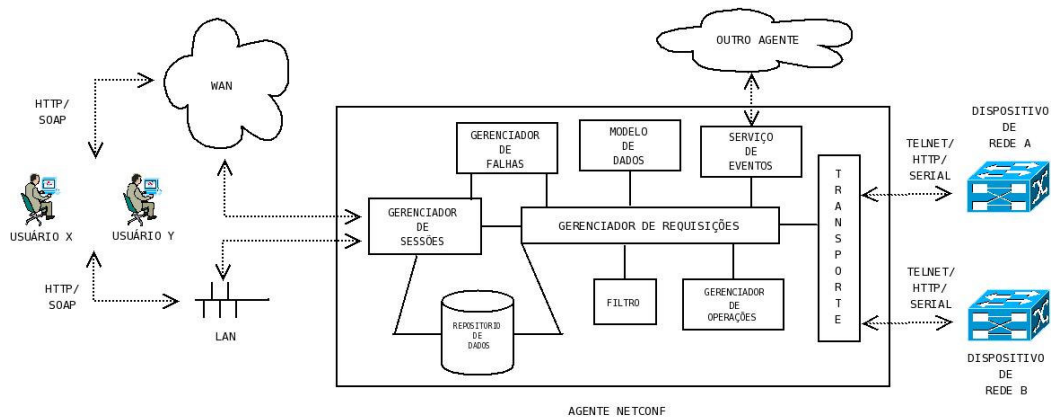 OUTRO AGENTE
WAN
HTTP/
SOAP
USUÁRIO X
USUÁRIO Y
HTTP/
SOAP
LAN
GERENCIADOR
DE
FALHAS
MODELO
DE
DADOS
SERVIÇO
DE
EVENTOS
GERENCIADOR
DE
SESSÕES
GERENCIADOR DE REQUISIÇÕES
REPOSITORIO
DE
DADOS
FILTRO
GERENCIADOR
DE
OPERAÇÕES
T
R
A
N
S
P
O
R
T
E
TELNET/
HTTP/
SERIAL
DISPOSITIVO
DE
REDE A
TELNET/
HTTP/
SERIAL
DISPOSITIVO
DE
REDE B
AGENTE NETCONF